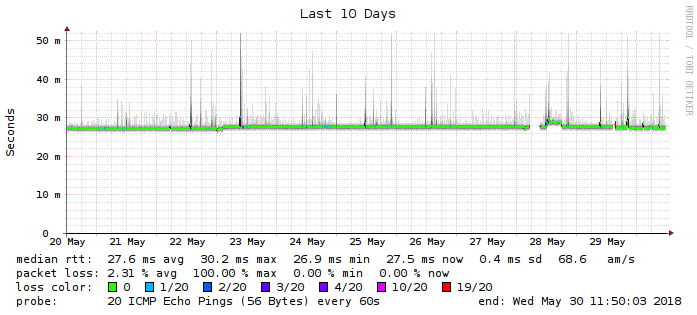 Last 10 Days
RRDTOOL / TOBI OETIKER
Seconds
50 m
40 m
30 m
20 m
10 m
0
20 May 21 May 22 May 23 May 24 May 25 May 26 May 27 May 28 May 29 May
median rtt: 27.6 ms avg 30.2 ms max 26.9 ms min 27.5 ms now 0.4 ms sd 68.6 am/s
packet loss: 2.31 % avg 100.00 % max 0.00 % min 0.00 % now
loss color: 0 1/20 2/20 3/20 4/20 10/20 19/20
probe: 20 ICMP Echo Pings (56 Bytes) every 60s end: Wed May 30 11:50:03 2018